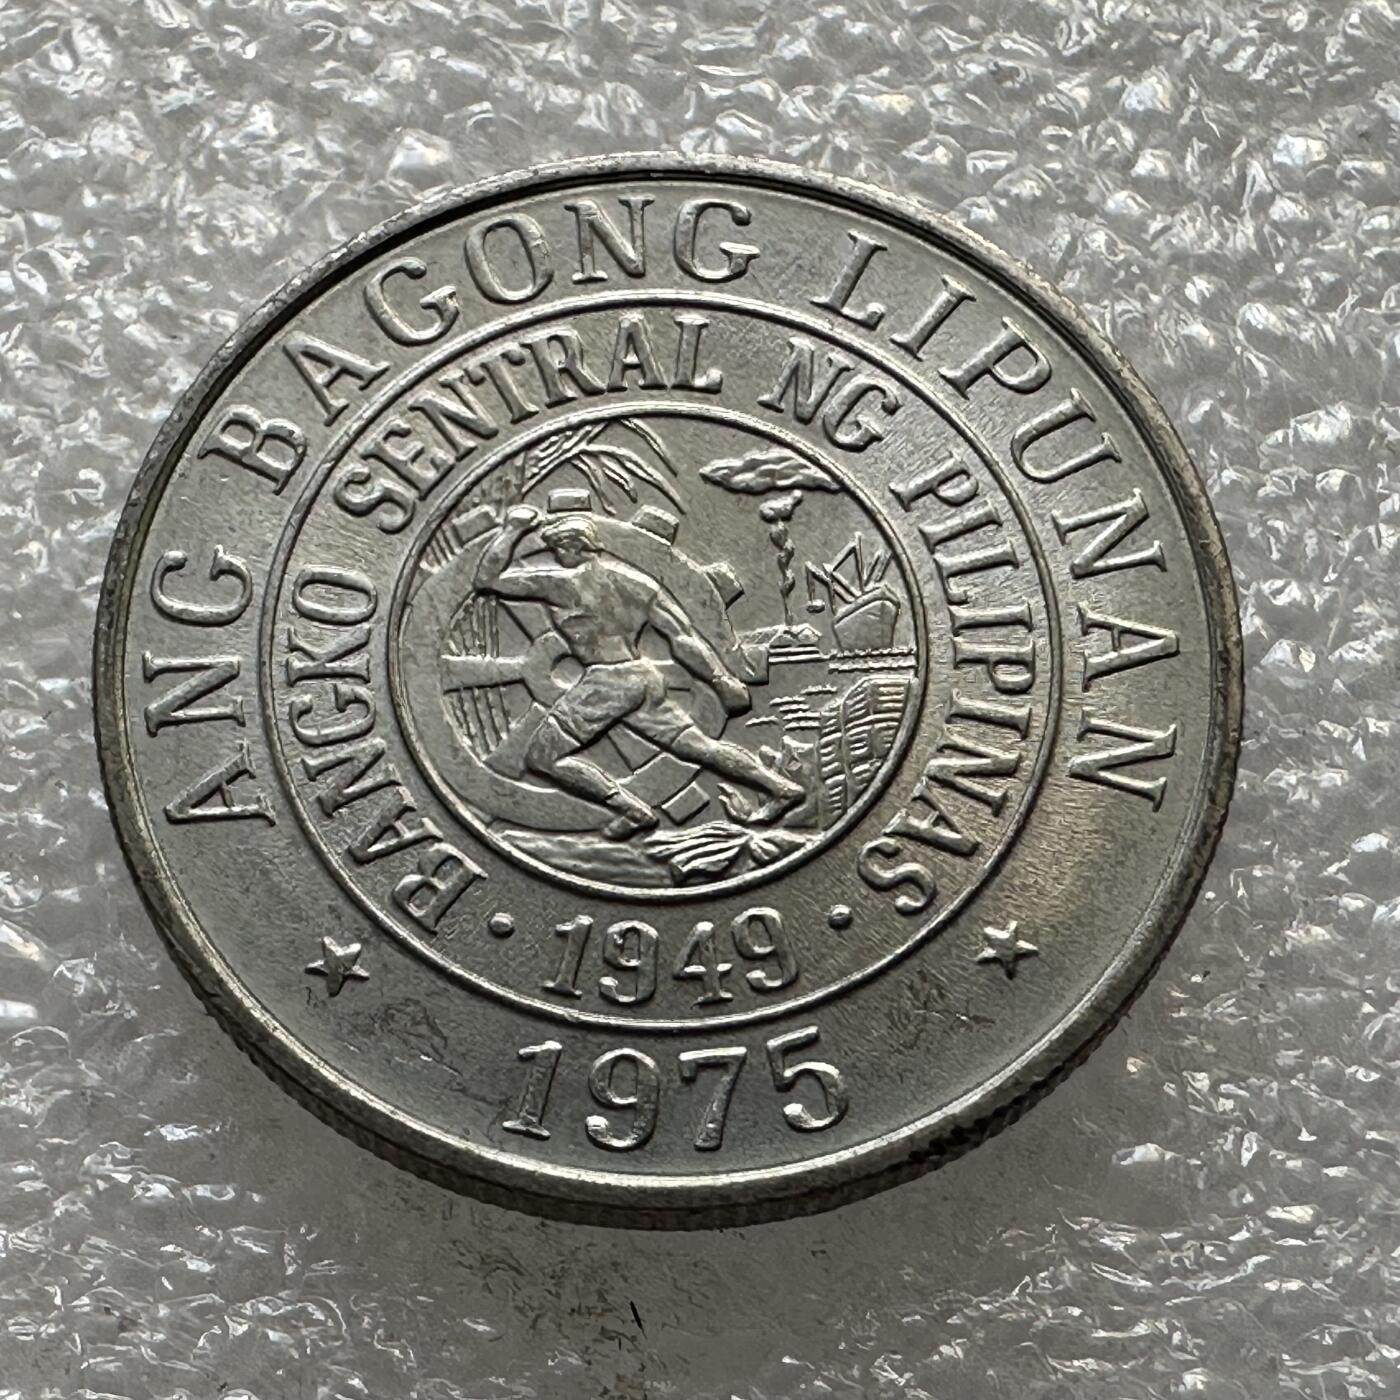 ANG BAGONG LIPUNAN
BANGKO SENTRAL NG PILIPINAS
· 1949 ·
1975